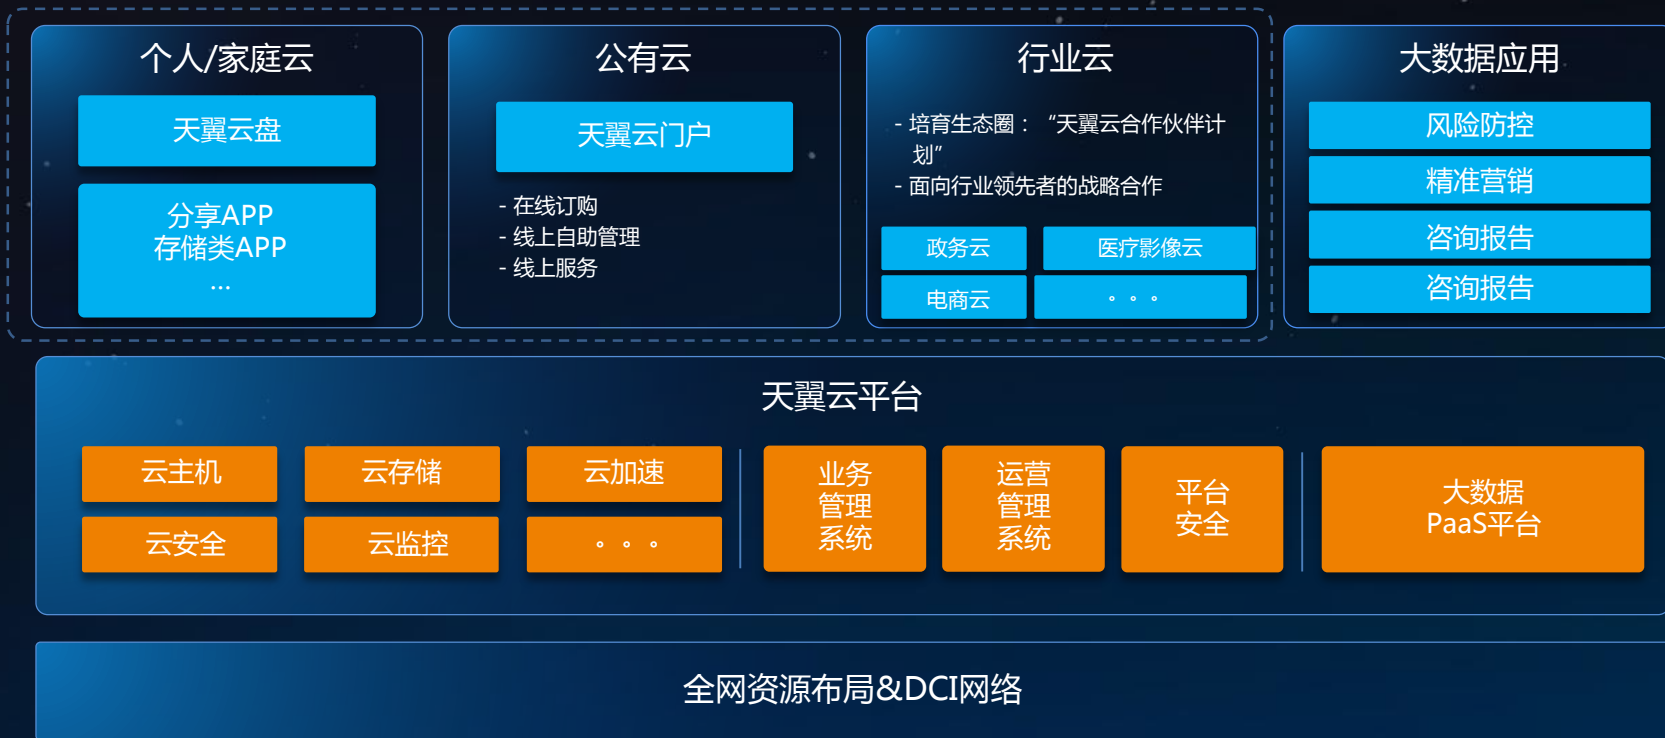 个人/家庭云
天翼云盘
分享APP
存储类APP
...
公有云
天翼云门户
- 在线订购
- 线上自助管理
- 线上服务
行业云
- 培育生态圈：“天翼云合作伙伴计
划”
- 面向行业领先者的战略合作
政务云
医疗影像云
电商云
。。。
大数据应用
风险防控
精准营销
咨询报告
咨询报告
天翼云平台
云主机
云存储
云加速
云安全
云监控
。。。
业务
管理
系统
运营
管理
系统
平台
安全
大数据
PaaS平台
全网资源布局&DCI网络